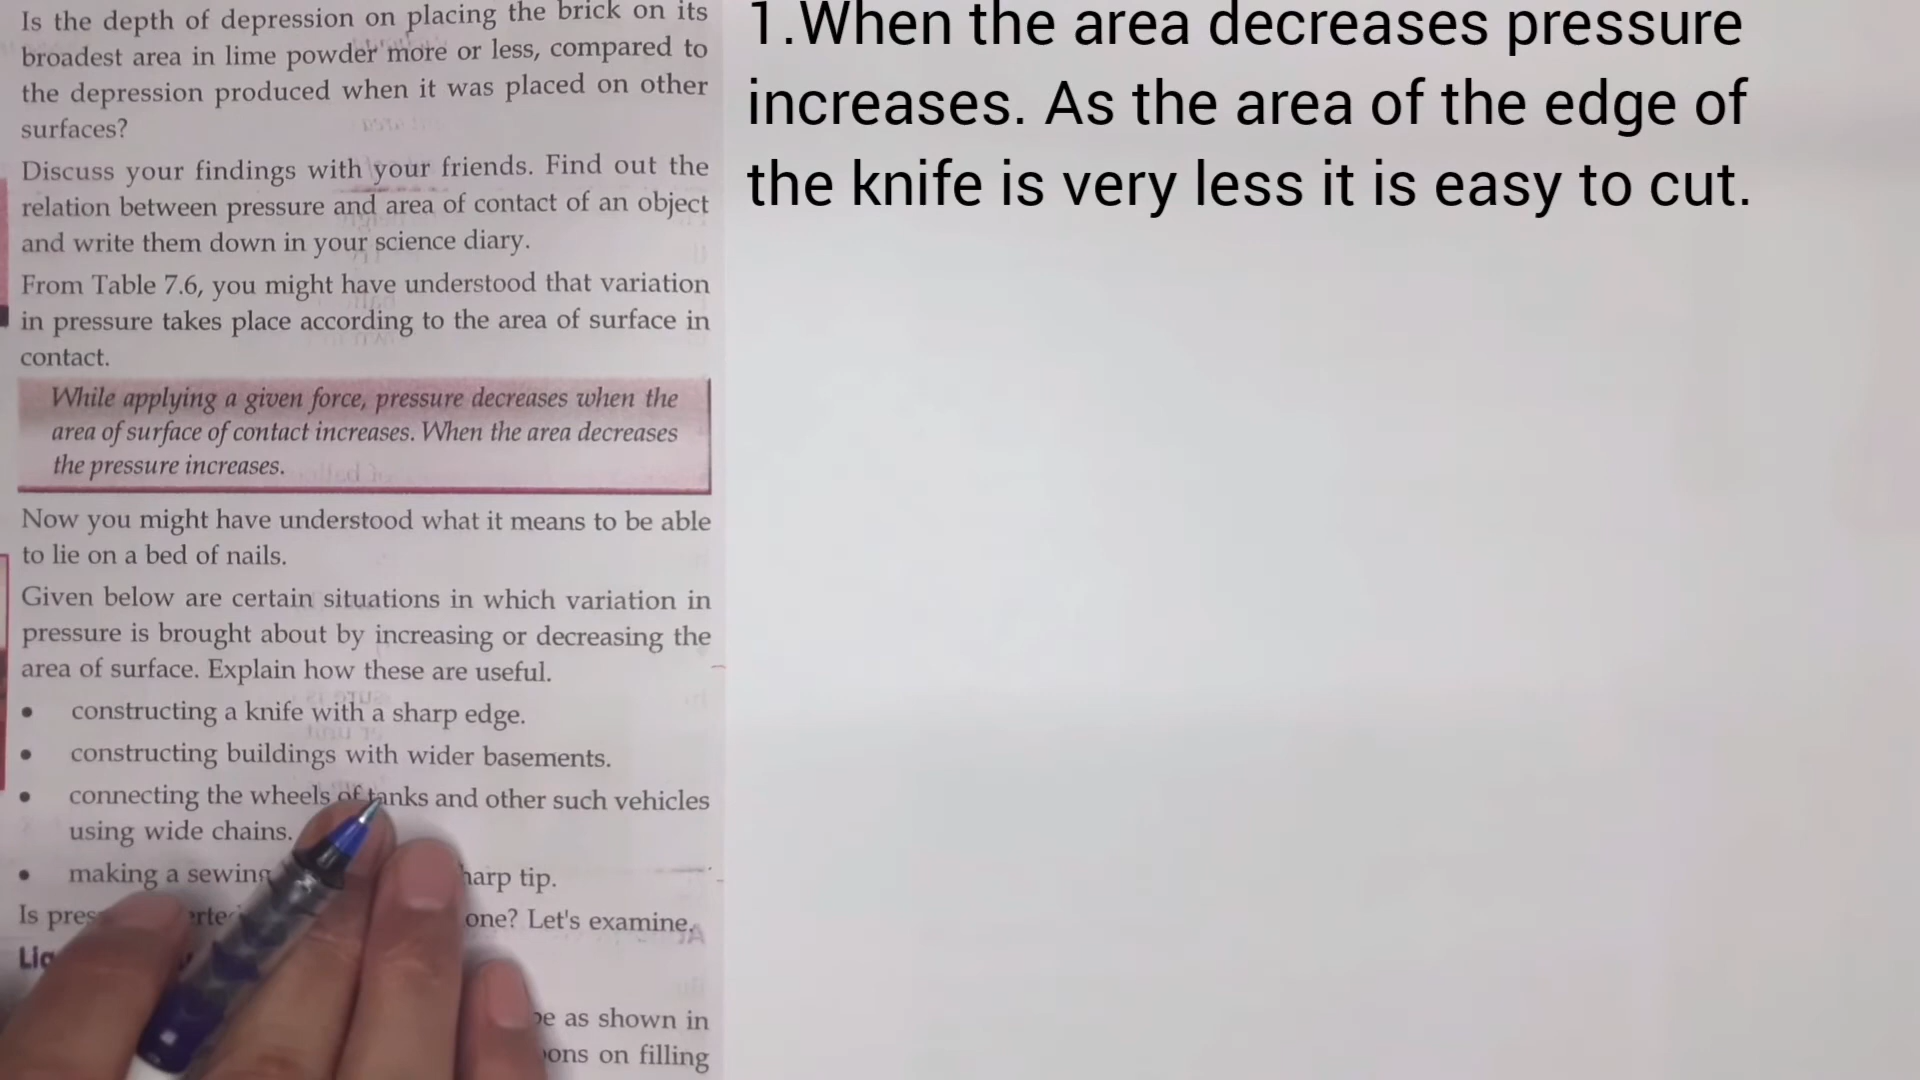 Is the depth of depression on placing the brick on its
broadest area in lime powder more or less, compared to
the depression produced when it was placed on other
surfaces?
Discuss your findings with your friends. Find out the
relation between pressure and area of contact of an object
and write them down in your science diary.
From Table 7.6, you might have understood that variation
in pressure takes place according to the area of surface in
contact.
While applying a given force, pressure decreases when the
area of surface of contact increases. When the area decreases
the pressure increases.
Now you might have understood what it means to be able
to lie on a bed of nails.
Given below are certain situations in which variation in
pressure is brought about by increasing or decreasing the
area of surface. Explain how these are useful.
• constructing a knife with a sharp edge.
• constructing buildings with wider basements.
• connecting the wheels of tanks and other such vehicles
using wide chains.
• making a sewing tip.
Is one? Let's examine.
as shown in
on filling
1.When the area decreases pressure
increases. As the area of the edge of
the knife is very less it is easy to cut.